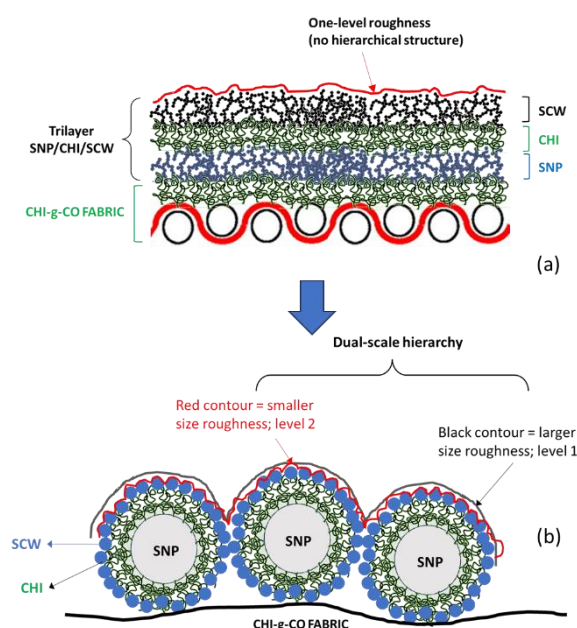 One-level roughness
(no hierarchical structure)
SCW
Trilayer
SNP/CHI/SCW
CHI
SNP
CHI-g-CO FABRIC
(a)
Dual-scale hierarchy
Red contour = smaller
size roughness; level 2
Black contour = larger
size roughness; level 1
SCW
SNP
SNP
SNP
(b)
CHI
CHI-g-CO FABRIC